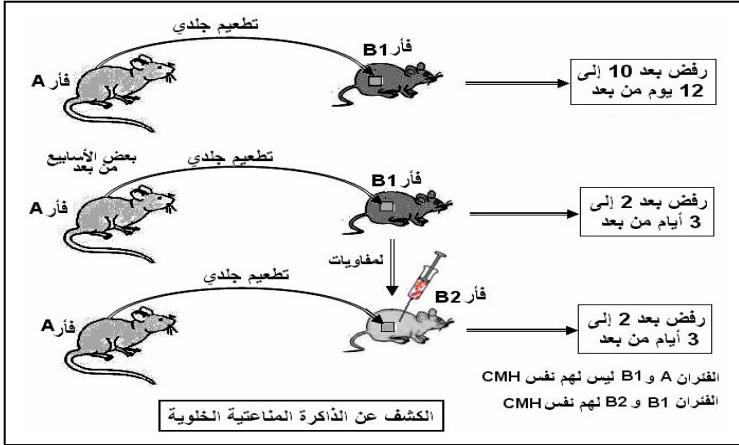 تطعيم جلدي
فأر A
فأر B1
رفض بعد 10 إلى
12 يوم من بعد
بعض الأسابيع
من بعد
تطعيم جلدي
فأر A
فأر B1
رفض بعد 2 إلى
3 أيام من بعد
لمفاويات
تطعيم جلدي
فأر A
فأر B2
رفض بعد 2 إلى
3 أيام من بعد
الفئران A و B1 ليس لهم نفس CMH
الفئران B1 و B2 لهم نفس CMH
الكشف عن الذاكرة المناعتية الخلوية